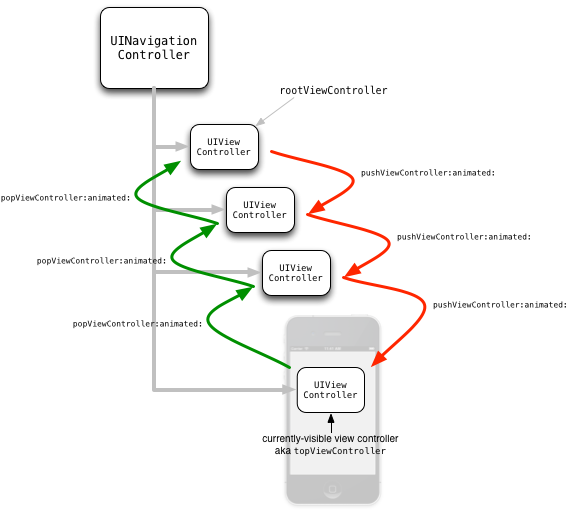 UINavigation
Controller
rootViewController
UIView
Controller
pushViewController:animated:
popViewController:animated:
UIView
Controller
pushViewController:animated:
popViewController:animated:
UIView
Controller
pushViewController:animated:
popViewController:animated:
UIView
Controller
currently-visible view controller
aka topViewController